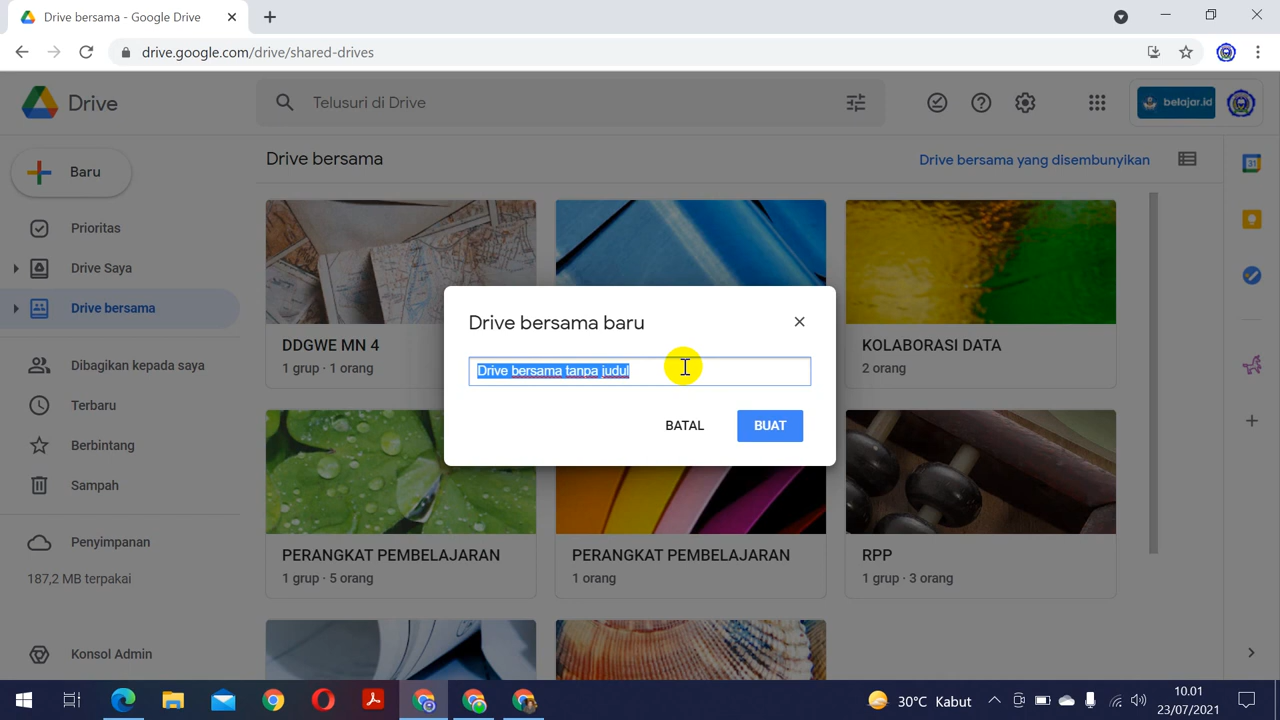 Drive bersama - Google Drive
drive.google.com/drive/shared-drives
Drive
Telusuri di Drive
belajar.id
Baru
Drive bersama
Drive bersama yang disembunyikan
31
Prioritas
Drive Saya
Drive bersama
Dibagikan kepada saya
Terbaru
Berbintang
Sampah
Penyimpanan
187,2 MB terpakai
Konsol Admin
DDGWE MN 4
1 grup · 1 orang
KOLABORASI DATA
2 orang
Drive bersama baru
Drive bersama tanpa judul
BATAL
BUAT
PERANGKAT PEMBELAJARAN
1 grup · 5 orang
PERANGKAT PEMBELAJARAN
1 orang
RPP
1 grup · 3 orang
30°C Kabut
10.01
23/07/2021